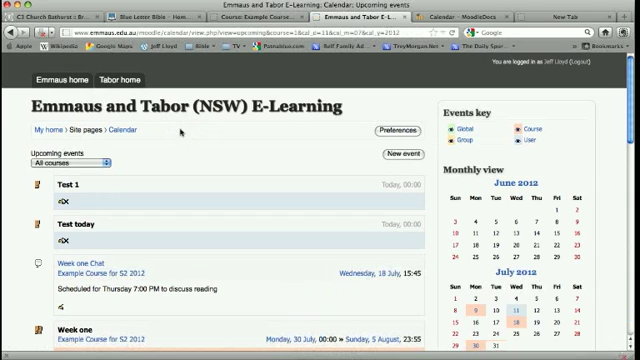 Emmaus and Tabor E-Learning: Calendar: Upcoming events
C3 Church Bathurst :: B...
Blue Letter Bible - Hom...
Course: Example Course...
Emmaus and Tabor E-L...
Calendar - MoodleDocs
New Tab
www.emmaus.edu.au/moodle/calendar/view.php?view=upcoming&course=1&cal_d=11&cal_m=07&cal_y=2012
Google
Apple
Wikipedia
Google Maps
Jeff Lloyd
Bible
TV
Patnabius.com
Relf Family Ad...
TroyMorgan.Net
The Daily Spur...
Bookmarks
You are logged in as Jeff Lloyd (Logout)
Emmaus home
Tabor home
Emmaus and Tabor (NSW) E-Learning
My home › Site pages › Calendar
Preferences
Upcoming events
All courses
New event
Test 1
Today, 00:00
Test today
Today, 00:00
Week one Chat
Example Course for S2 2012
Wednesday, 18 July, 15:45
Scheduled for Thursday 7:00 PM to discuss reading
Week one
Example Course for S2 2012
Monday, 30 July, 00:00 » Sunday, 5 August, 23:55
Events key
Global
Course
Group
User
Monthly view
June 2012
Sun Mon Tue Wed Thu Fri Sat
1 2
3 4 5 6 7 8 9
10 11 12 13 14 15 16
17 18 19 20 21 22 23
24 25 26 27 28 29 30
July 2012
Sun Mon Tue Wed Thu Fri Sat
1 2 3 4 5 6 7
8 9 10 11 12 13 14
15 16 17 18 19 20 21
22 23 24 25 26 27 28
29 30 31